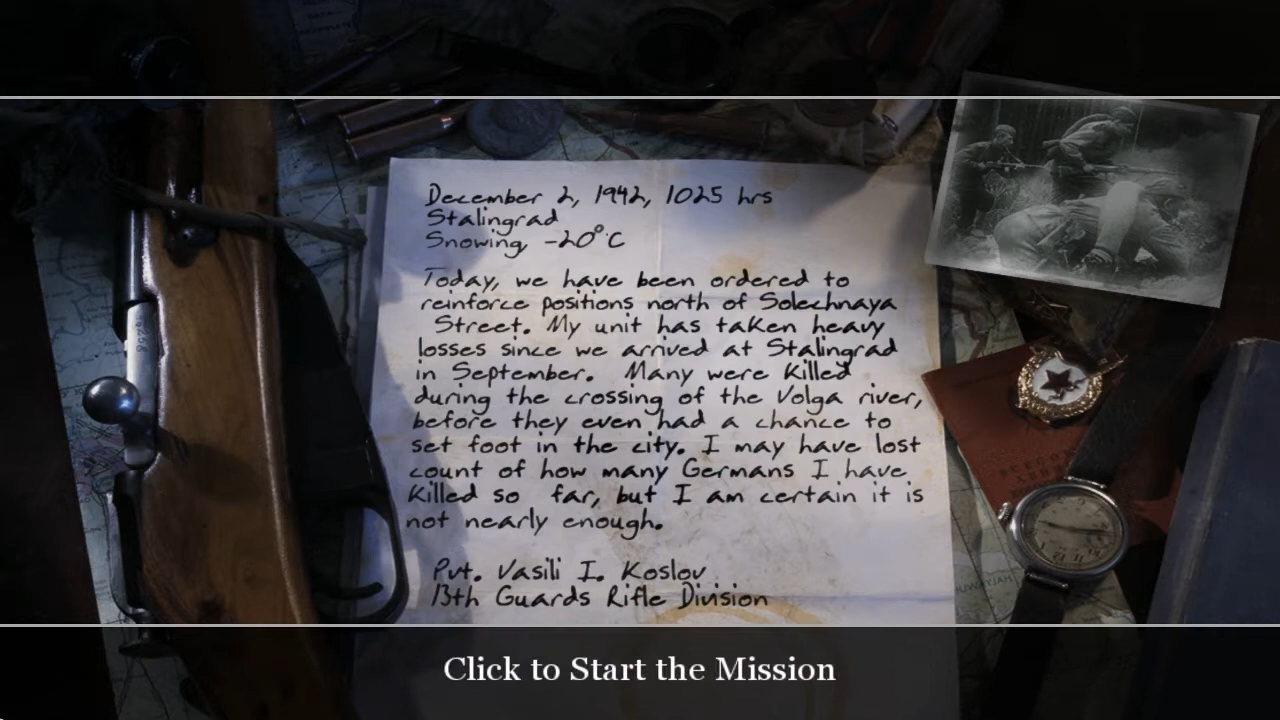 December 2, 1942, 1025 hrs
Stalingrad
Snowing -20°C
Today, we have been ordered to
reinforce positions north of Solechnaya
Street. My unit has taken heavy
losses since we arrived at Stalingrad
in September. Many were killed
during the crossing of the Volga river,
before they even had a chance to
set foot in the city. I may have lost
count of how many Germans I have
killed so far, but I am certain it is
not nearly enough.
Pvt. Vasili I. Koslov
13th Guards Rifle Division
Click to Start the Mission